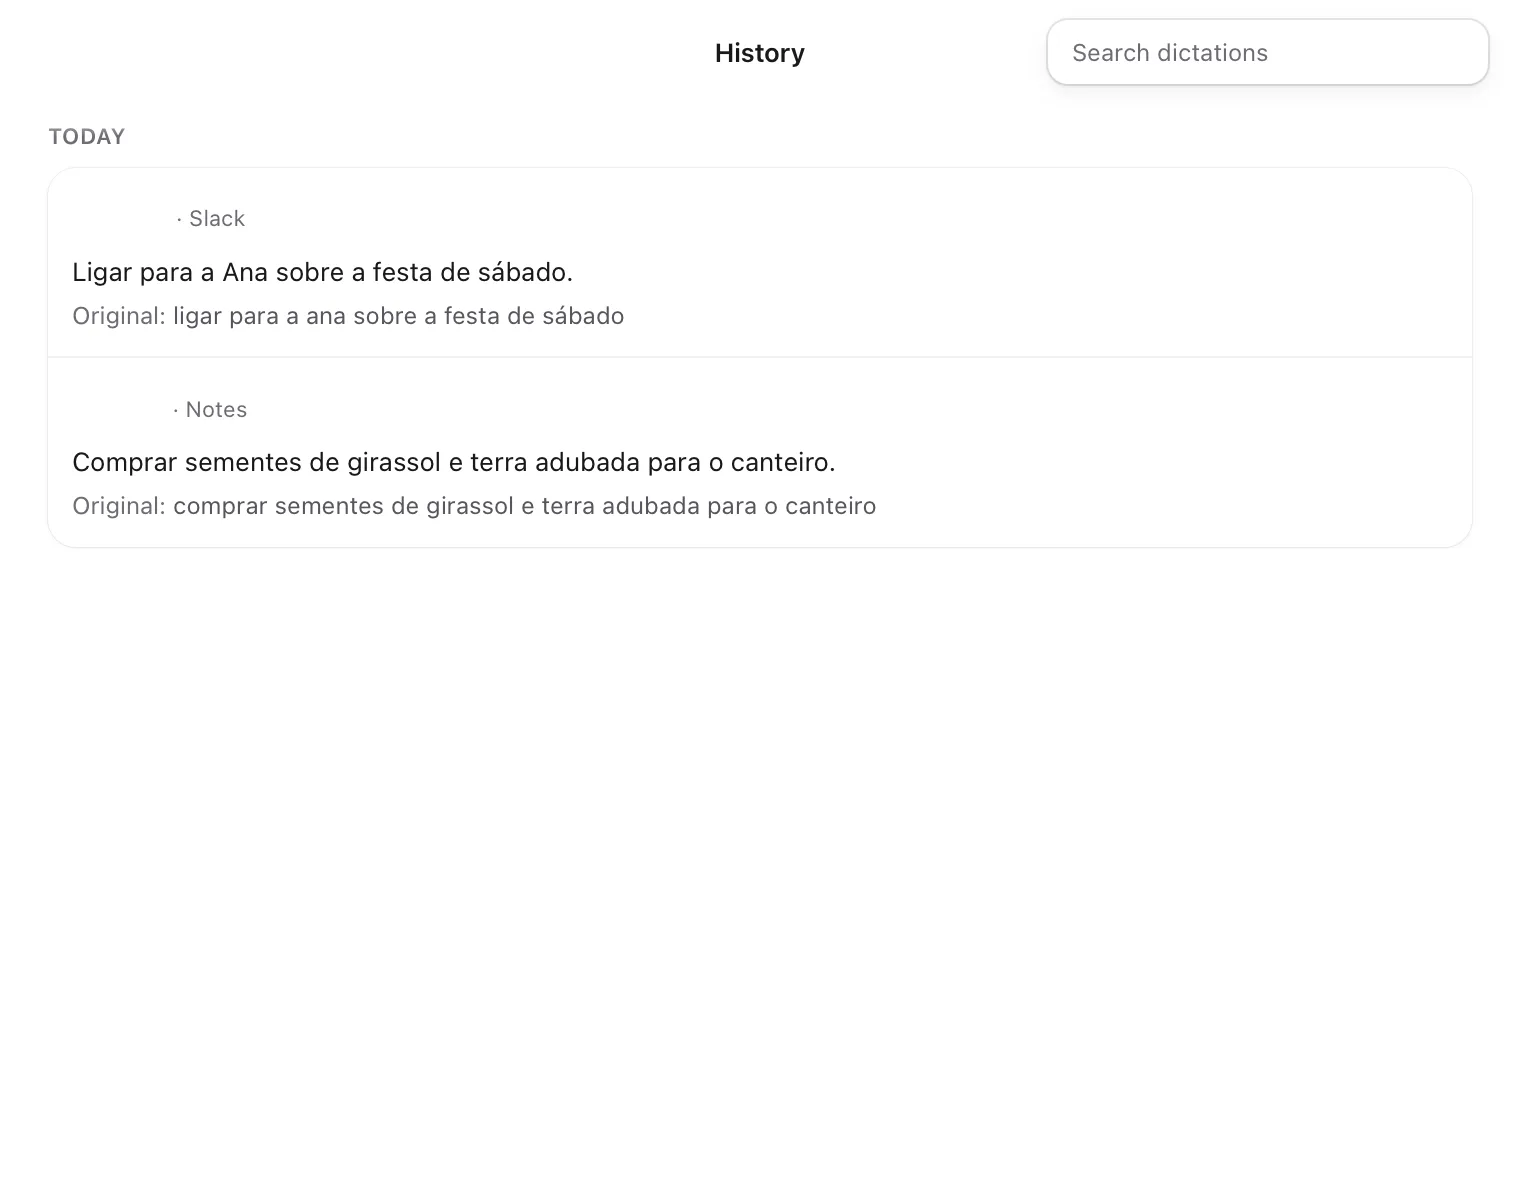 History
Search dictations
TODAY
· Slack
Ligar para a Ana sobre a festa de sábado.
Original: ligar para a ana sobre a festa de sábado
· Notes
Comprar sementes de girassol e terra adubada para o canteiro.
Original: comprar sementes de girassol e terra adubada para o canteiro